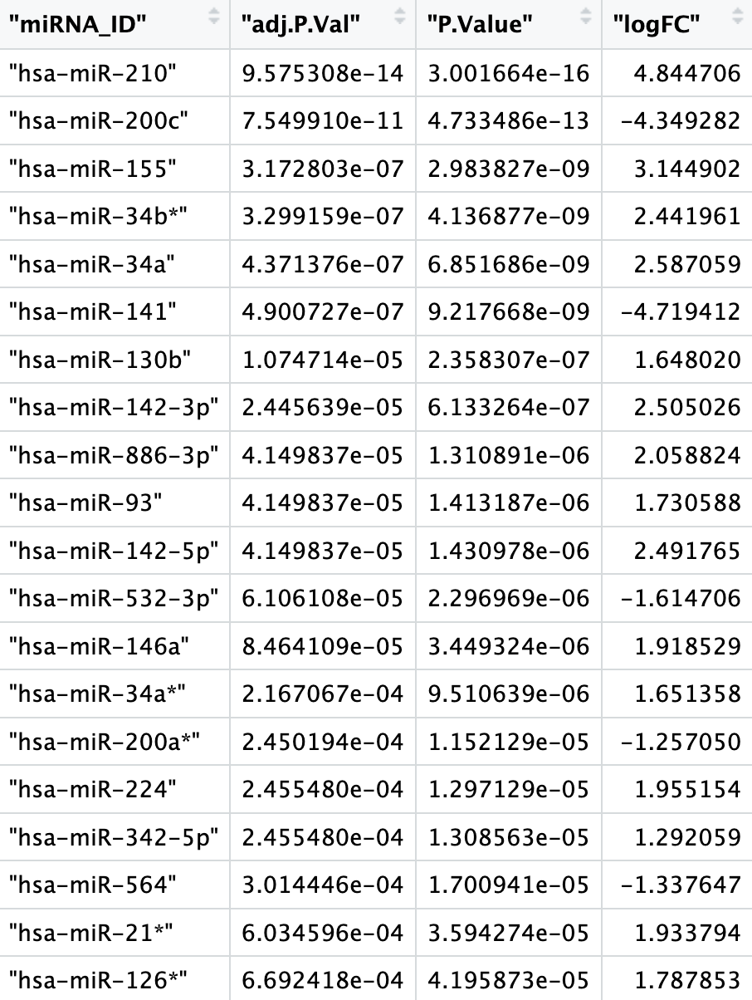 "miRNA_ID" "adj.P.Val" "P.Value" "logFC"
"hsa-miR-210" 9.575308e-14 3.001664e-16 4.844706
"hsa-miR-200c" 7.549910e-11 4.733486e-13 -4.349282
"hsa-miR-155" 3.172803e-07 2.983827e-09 3.144902
"hsa-miR-34b*" 3.299159e-07 4.136877e-09 2.441961
"hsa-miR-34a" 4.371376e-07 6.851686e-09 2.587059
"hsa-miR-141" 4.900727e-07 9.217668e-09 -4.719412
"hsa-miR-130b" 1.074714e-05 2.358307e-07 1.648020
"hsa-miR-142-3p" 2.445639e-05 6.133264e-07 2.505026
"hsa-miR-886-3p" 4.149837e-05 1.310891e-06 2.058824
"hsa-miR-93" 4.149837e-05 1.413187e-06 1.730588
"hsa-miR-142-5p" 4.149837e-05 1.430978e-06 2.491765
"hsa-miR-532-3p" 6.106108e-05 2.296969e-06 -1.614706
"hsa-miR-146a" 8.464109e-05 3.449324e-06 1.918529
"hsa-miR-34a*" 2.167067e-04 9.510639e-06 1.651358
"hsa-miR-200a*" 2.450194e-04 1.152129e-05 -1.257050
"hsa-miR-224" 2.455480e-04 1.297129e-05 1.955154
"hsa-miR-342-5p" 2.455480e-04 1.308563e-05 1.292059
"hsa-miR-564" 3.014446e-04 1.700941e-05 -1.337647
"hsa-miR-21*" 6.034596e-04 3.594274e-05 1.933794
"hsa-miR-126*" 6.692418e-04 4.195873e-05 1.787853